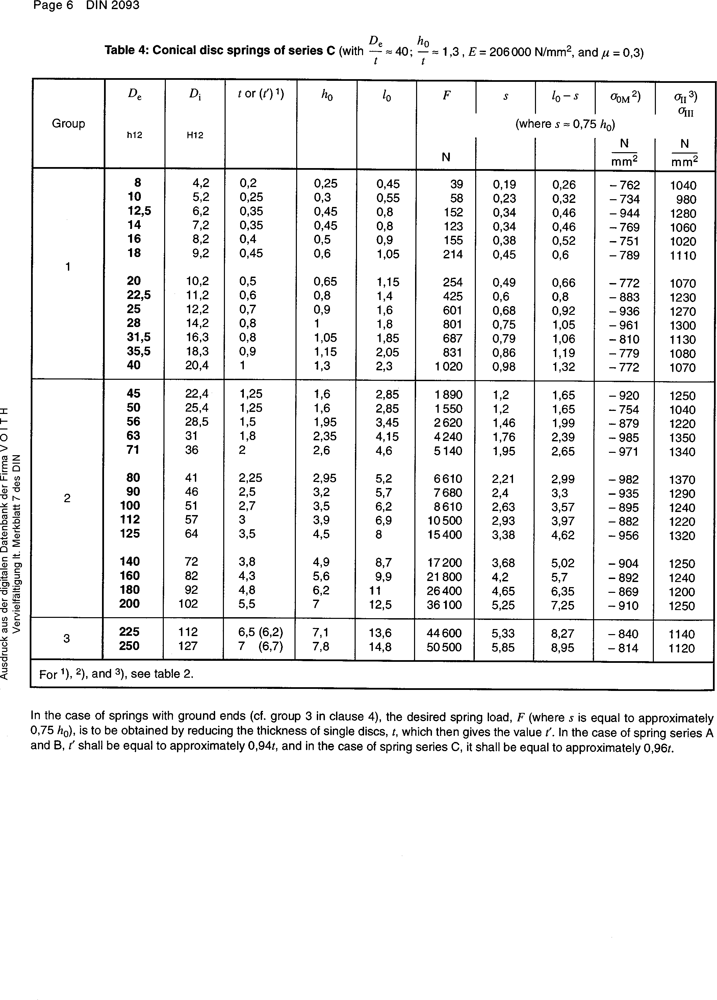 Page 6 DIN 2093
Table 4: Conical disc springs of series C (with De/t ≈ 40; h0/t ≈ 1,3 , E = 206 000 N/mm², and μ = 0,3)
Group De Di t or (t′) ¹) h0 l0 F s l0 – s σOM ²) σII ³)
σIII
(where s ≈ 0,75 h0)
h12 H12
N N/mm² N/mm²
8 4,2 0,2 0,25 0,45 39 0,19 0,26 – 762 1040
10 5,2 0,25 0,3 0,55 58 0,23 0,32 – 734 980
12,5 6,2 0,35 0,45 0,8 152 0,34 0,46 – 944 1280
14 7,2 0,35 0,45 0,8 123 0,34 0,46 – 769 1060
16 8,2 0,4 0,5 0,9 155 0,38 0,52 – 751 1020
18 9,2 0,45 0,6 1,05 214 0,45 0,6 – 789 1110
1
20 10,2 0,5 0,65 1,15 254 0,49 0,66 – 772 1070
22,5 11,2 0,6 0,8 1,4 425 0,6 0,8 – 883 1230
25 12,2 0,7 0,9 1,6 601 0,68 0,92 – 936 1270
28 14,2 0,8 1 1,8 801 0,75 1,05 – 961 1300
31,5 16,3 0,8 1,05 1,85 687 0,79 1,06 – 810 1130
35,5 18,3 0,9 1,15 2,05 831 0,86 1,19 – 779 1080
40 20,4 1 1,3 2,3 1 020 0,98 1,32 – 772 1070
45 22,4 1,25 1,6 2,85 1 890 1,2 1,65 – 920 1250
50 25,4 1,25 1,6 2,85 1 550 1,2 1,65 – 754 1040
56 28,5 1,5 1,95 3,45 2 620 1,46 1,99 – 879 1220
63 31 1,8 2,35 4,15 4 240 1,76 2,39 – 985 1350
71 36 2 2,6 4,6 5 140 1,95 2,65 – 971 1340
80 41 2,25 2,95 5,2 6 610 2,21 2,99 – 982 1370
90 46 2,5 3,2 5,7 7 680 2,4 3,3 – 935 1290
2
100 51 2,7 3,5 6,2 8 610 2,63 3,57 – 895 1240
112 57 3 3,9 6,9 10 500 2,93 3,97 – 882 1220
125 64 3,5 4,5 8 15 400 3,38 4,62 – 956 1320
140 72 3,8 4,9 8,7 17 200 3,68 5,02 – 904 1250
160 82 4,3 5,6 9,9 21 800 4,2 5,7 – 892 1240
180 92 4,8 6,2 11 26 400 4,65 6,35 – 869 1200
200 102 5,5 7 12,5 36 100 5,25 7,25 – 910 1250
3
225 112 6,5 (6,2) 7,1 13,6 44 600 5,33 8,27 – 840 1140
250 127 7 (6,7) 7,8 14,8 50 500 5,85 8,95 – 814 1120
For ¹), ²), and ³), see table 2.
In the case of springs with ground ends (cf. group 3 in clause 4), the desired spring load, F (where s is equal to approximately
0,75 h0), is to be obtained by reducing the thickness of single discs, t, which then gives the value t′. In the case of spring series A
and B, t′ shall be equal to approximately 0,94t, and in the case of spring series C, it shall be equal to approximately 0,96t.
Ausdruck aus der digitalen Datenbank der Firma V O I T H
Vervielfältigung lt. Merkblatt 7 des DIN